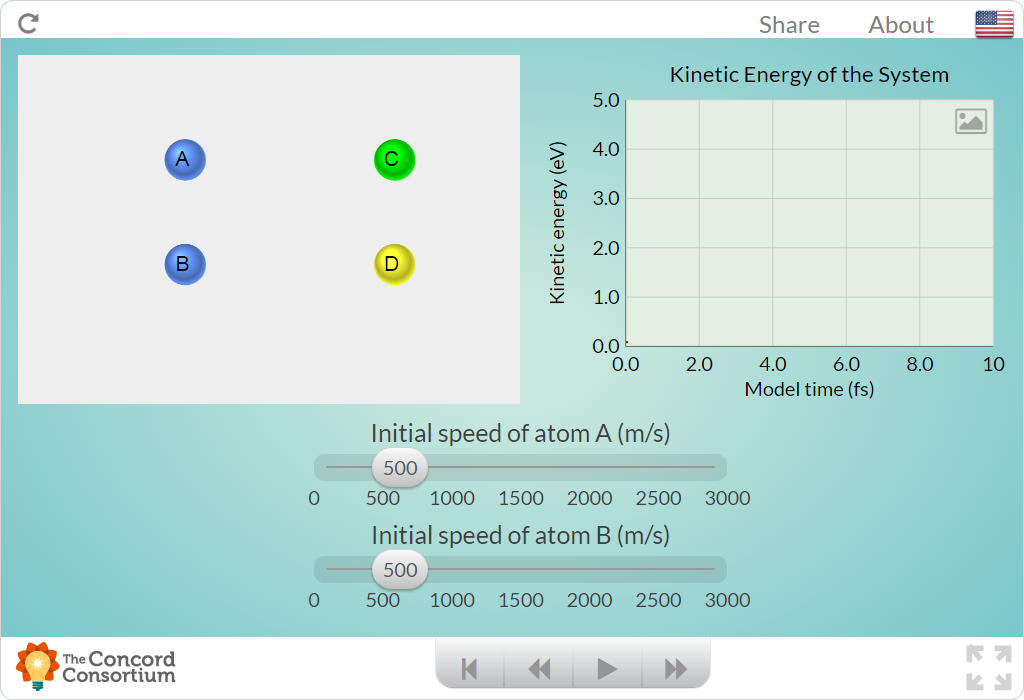 Share About
Kinetic Energy of the System
A
C
B
D
Kinetic energy (eV)
5.0
4.0
3.0
2.0
1.0
0.0
0.0 2.0 4.0 6.0 8.0 10
Model time (fs)
Initial speed of atom A (m/s)
500
0 500 1000 1500 2000 2500 3000
Initial speed of atom B (m/s)
500
0 500 1000 1500 2000 2500 3000
The Concord
Consortium